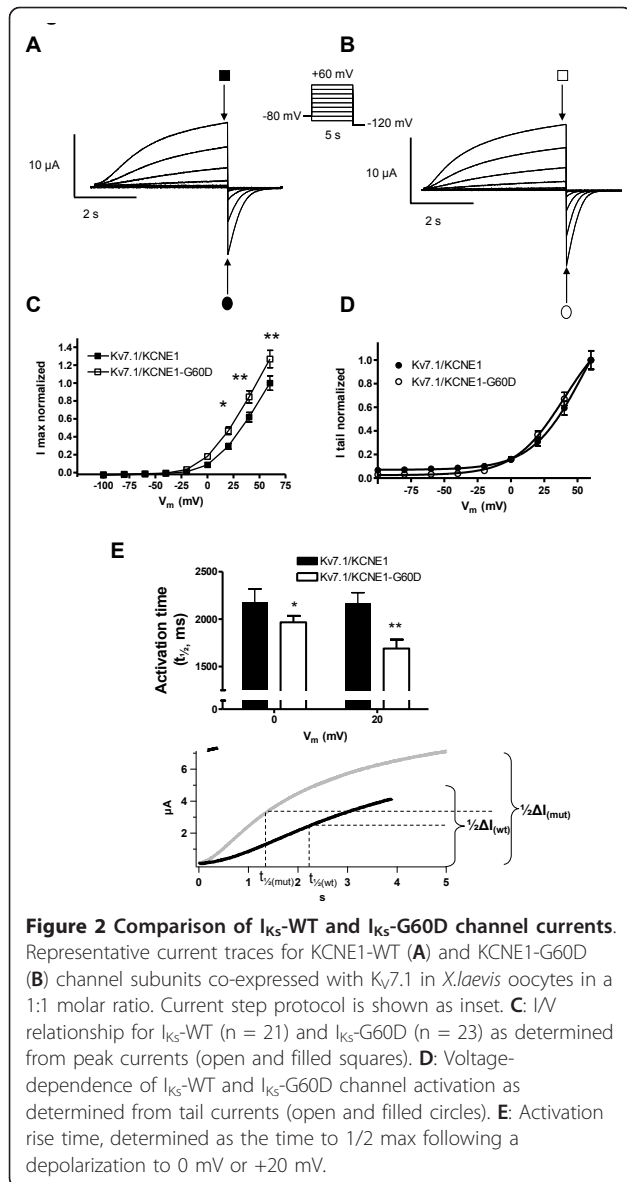 A
B
+60 mV
-80 mV
-120 mV
5 s
10 µA
2 s
10 µA
2 s
C
D
Kv7.1/KCNE1
Kv7.1/KCNE1-G60D
*
**
**
I max normalized
1.4
1.2
1.0
0.8
0.6
0.4
0.2
0.0
-100 -75 -50 -25 0 25 50 75
Vm (mV)
Kv7.1/KCNE1
Kv7.1/KCNE1-G60D
I tail normalized
1.0
0.8
0.6
0.4
0.2
0.0
-50 0 50
Vm (mV)
E
Kv7.1/KCNE1
Kv7.1/KCNE1-G60D
Activation time
(t½, ms)
2500
2000
1500
0
*
**
0 20
Vm (mV)
µA
6
4
2
½ΔI(wt)
½ΔI(mut)
0 1 2 3 4 5
t½(mut) t½(wt)
s
Figure 2 Comparison of IKs-WT and IKs-G60D channel currents.
Representative current traces for KCNE1-WT (A) and KCNE1-G60D
(B) channel subunits co-expressed with KV7.1 in X.laevis oocytes in a
1:1 molar ratio. Current step protocol is shown as inset. C: I/V
relationship for IKs-WT (n = 21) and IKs-G60D (n = 23) as determined
from peak currents (open and filled squares). D: Voltage-
dependence of IKs-WT and IKs-G60D channel activation as
determined from tail currents (open and filled circles). E: Activation
rise time, determined as the time to 1/2 max following a
depolarization to 0 mV or +20 mV.